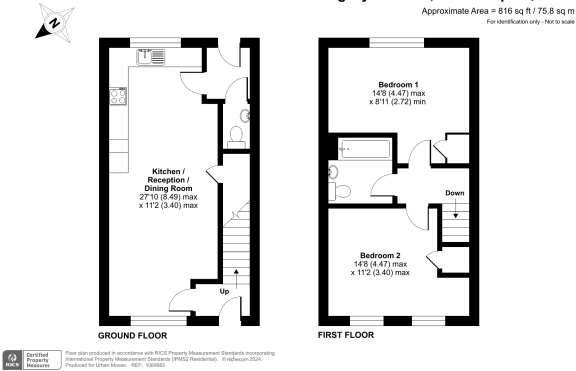 Approximate Area = 816 sq ft / 75.8 sq m
For identification only - Not to scale
N
Bedroom 1
14'8 (4.47) max
x 8'11 (2.72) min
Kitchen /
Reception /
Dining Room
27'10 (8.49) max
x 11'2 (3.40) max
Down
Bedroom 2
14'8 (4.47) max
x 11'2 (3.40) max
Up
GROUND FLOOR
FIRST FLOOR
RICS
Certified
Property
Measurer
Floor plan produced in accordance with RICS Property Measurement Standards incorporating
International Property Measurement Standards (IPMS2 Residential). © nichecom 2024.
Produced for Urban Moves. REF: